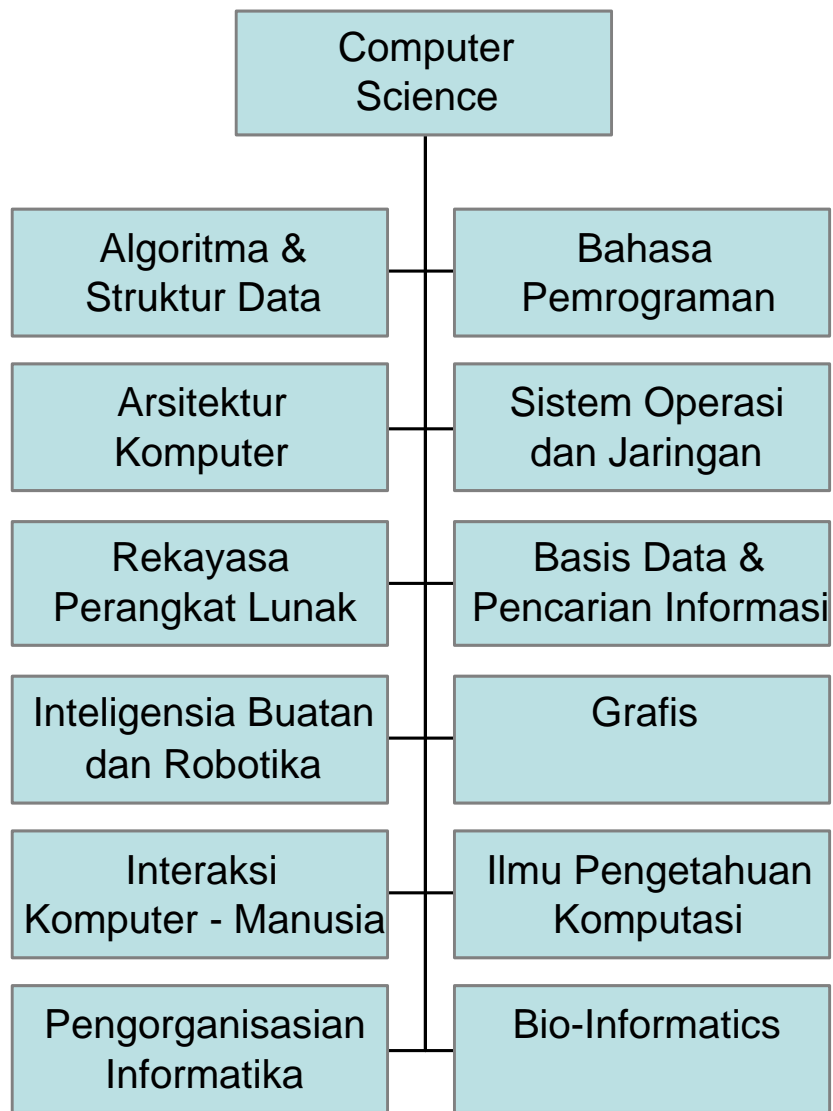 Computer
Science
Algoritma &
Struktur Data
Bahasa
Pemrograman
Arsitektur
Komputer
Sistem Operasi
dan Jaringan
Rekayasa
Perangkat Lunak
Basis Data &
Pencarian Informasi
Inteligensia Buatan
dan Robotika
Grafis
Interaksi
Komputer - Manusia
Ilmu Pengetahuan
Komputasi
Pengorganisasian
Informatika
Bio-Informatics